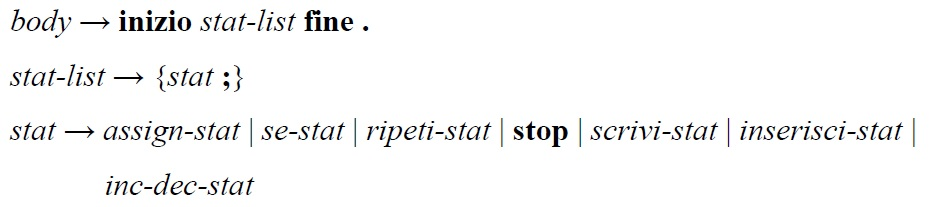 body → inizio stat-list fine .
stat-list → {stat ;}
stat → assign-stat | se-stat | ripeti-stat | stop | scrivi-stat | inserisci-stat |
inc-dec-stat